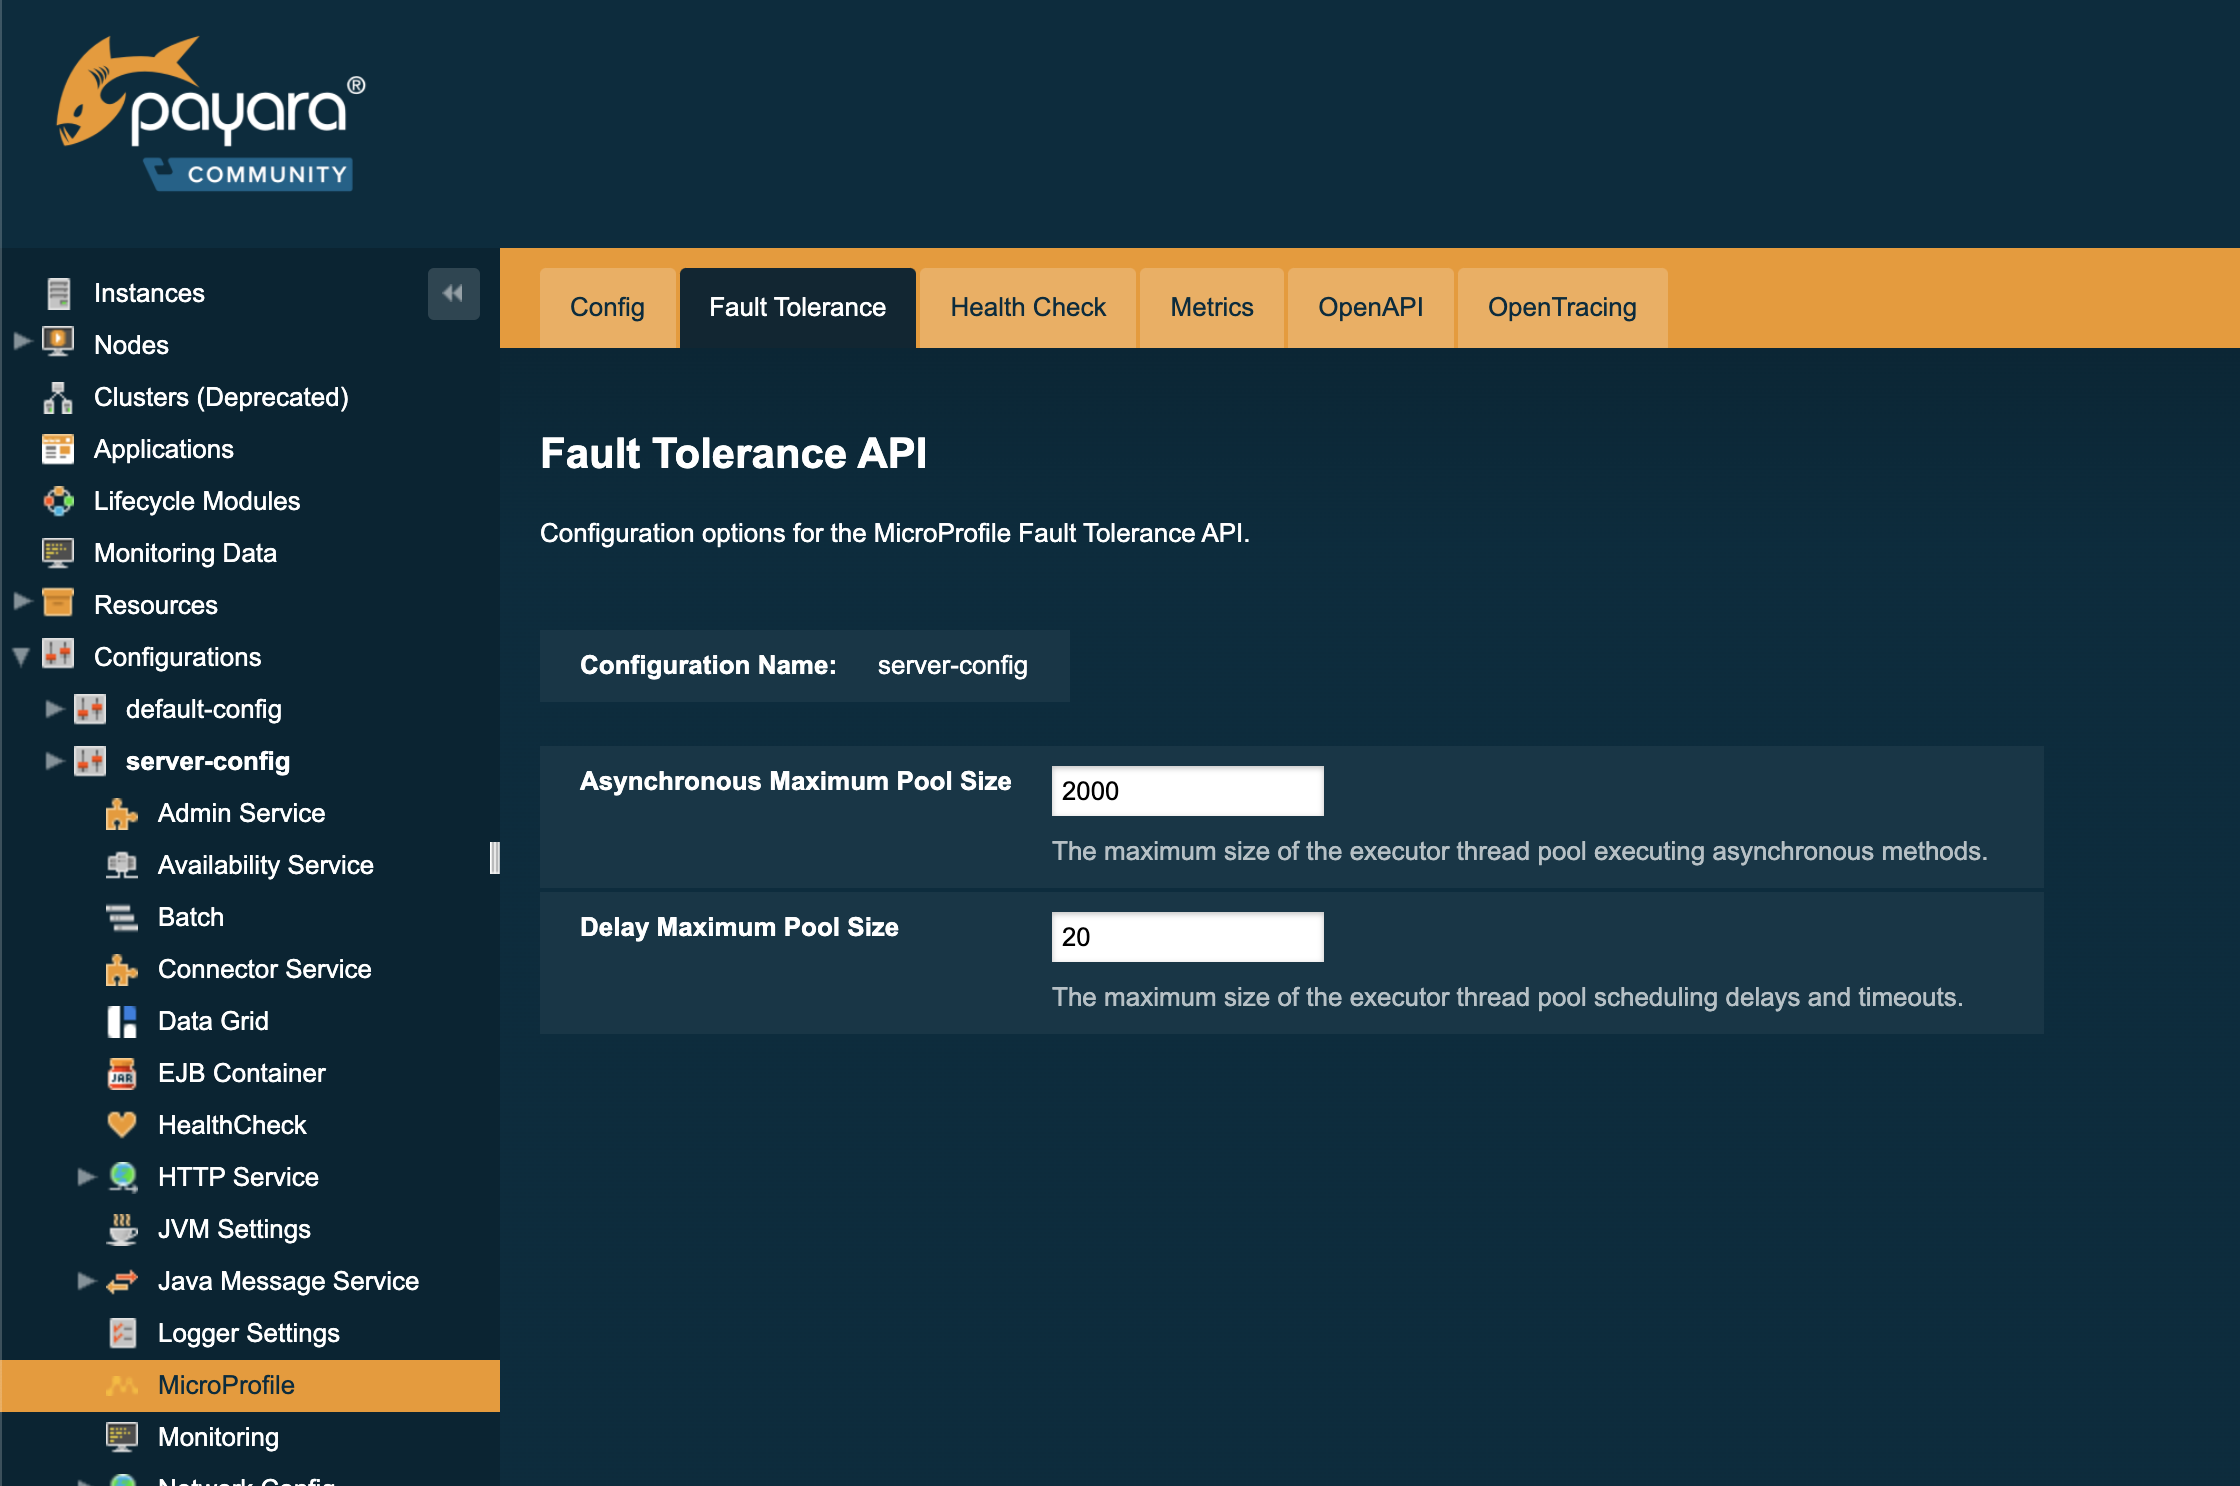 payara®
COMMUNITY
Instances
Nodes
Clusters (Deprecated)
Applications
Lifecycle Modules
Monitoring Data
Resources
Configurations
default-config
server-config
Admin Service
Availability Service
Batch
Connector Service
Data Grid
JAR
EJB Container
HealthCheck
HTTP Service
JVM Settings
Java Message Service
Logger Settings
MicroProfile
Monitoring
Network Config
Config
Fault Tolerance
Health Check
Metrics
OpenAPI
OpenTracing
Fault Tolerance API
Configuration options for the MicroProfile Fault Tolerance API.
Configuration Name: server-config
Asynchronous Maximum Pool Size 2000
The maximum size of the executor thread pool executing asynchronous methods.
Delay Maximum Pool Size 20
The maximum size of the executor thread pool scheduling delays and timeouts.